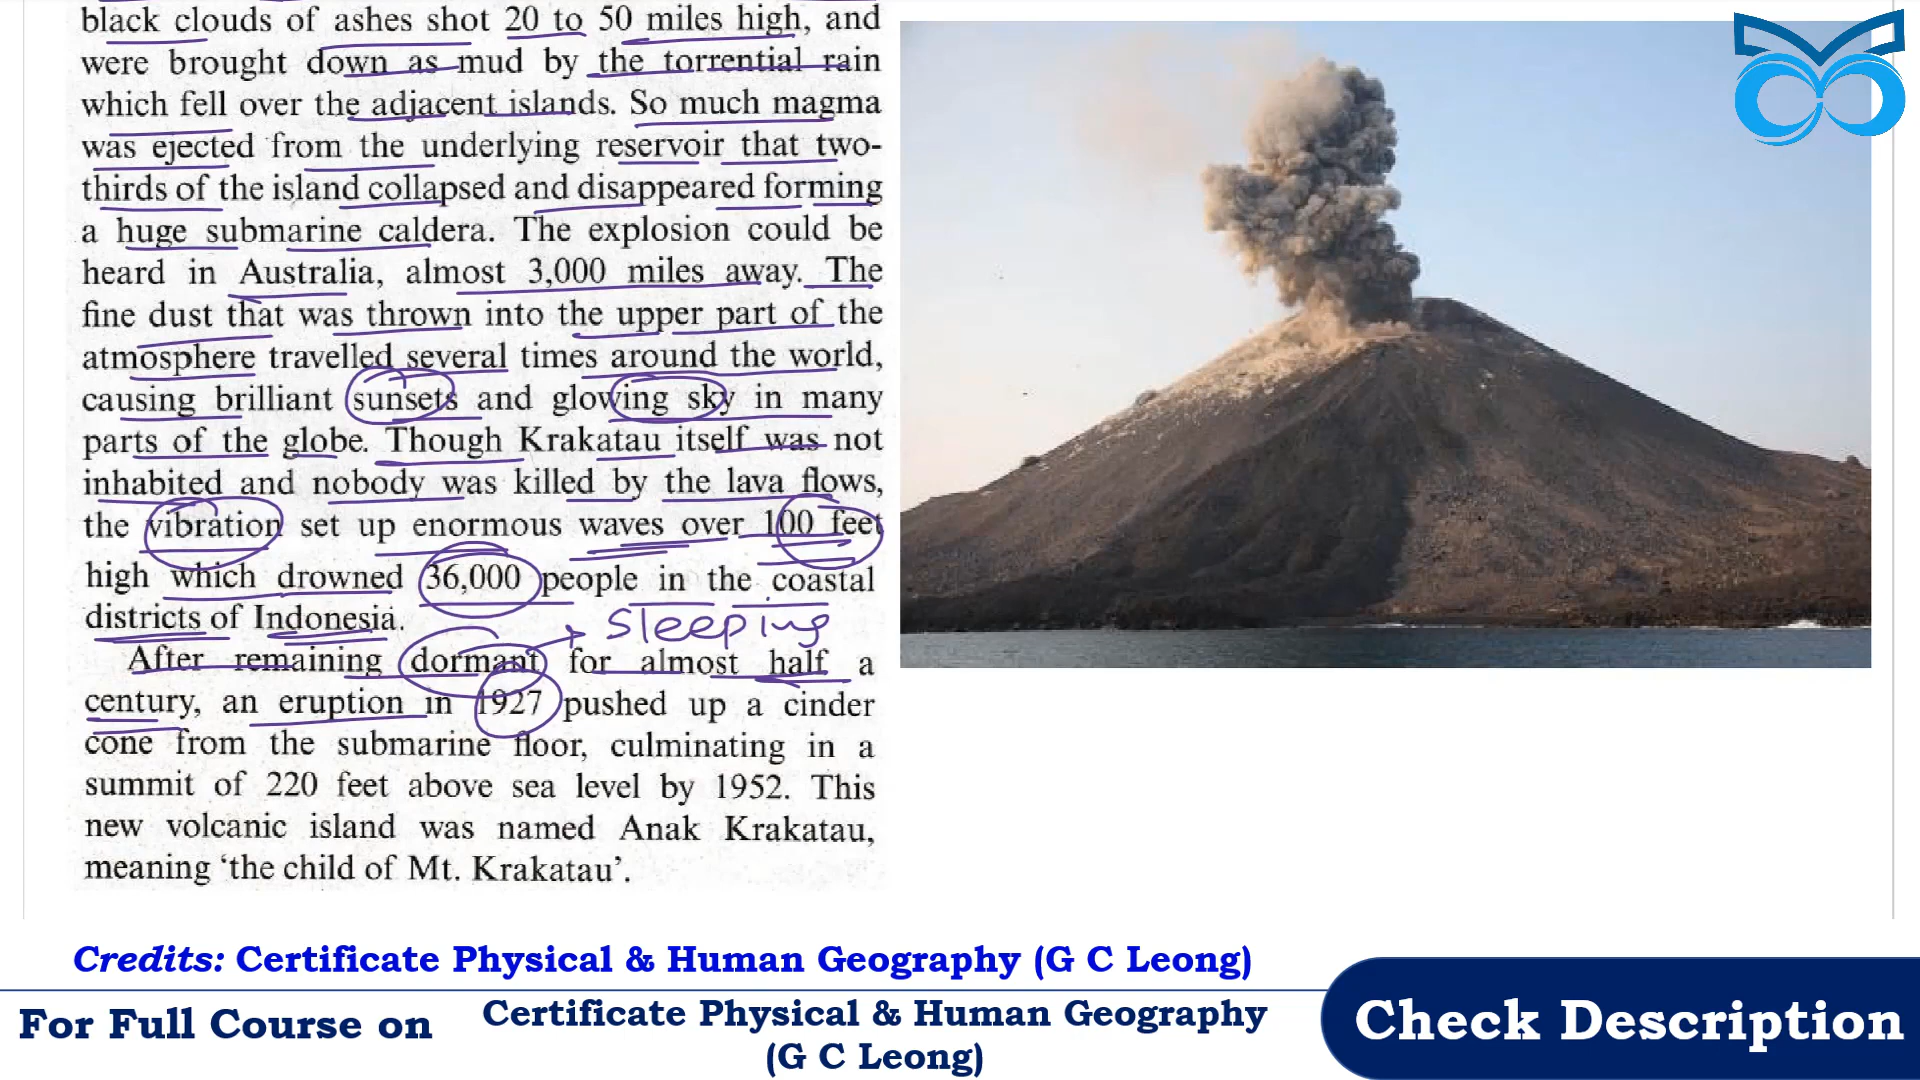 black clouds of ashes shot 20 to 50 miles high, and
were brought down as mud by the torrential rain
which fell over the adjacent islands. So much magma
was ejected from the underlying reservoir that two-
thirds of the island collapsed and disappeared forming
a huge submarine caldera. The explosion could be
heard in Australia, almost 3,000 miles away. The
fine dust that was thrown into the upper part of the
atmosphere travelled several times around the world,
causing brilliant sunsets and glowing sky in many
parts of the globe. Though Krakatau itself was not
inhabited and nobody was killed by the lava flows,
the vibration set up enormous waves over 100 feet
high which drowned 36,000 people in the coastal
districts of Indonesia.
sleeping
After remaining dormant for almost half a
century, an eruption in 1927 pushed up a cinder
cone from the submarine floor, culminating in a
summit of 220 feet above sea level by 1952. This
new volcanic island was named Anak Krakatau,
meaning ‘the child of Mt. Krakatau’.
Credits: Certificate Physical & Human Geography (G C Leong)
For Full Course on
Certificate Physical & Human Geography
(G C Leong)
Check Description